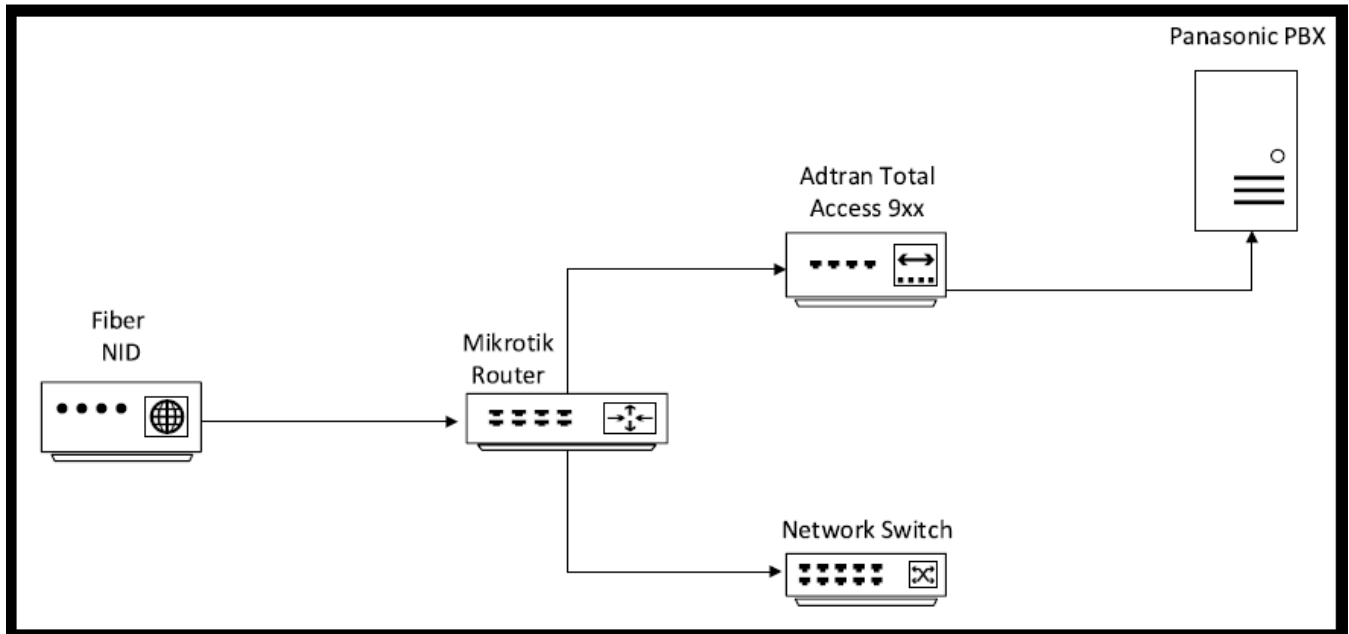 Panasonic PBX
Adtran Total
Access 9xx
Fiber
NID
Mikrotik
Router
Network Switch